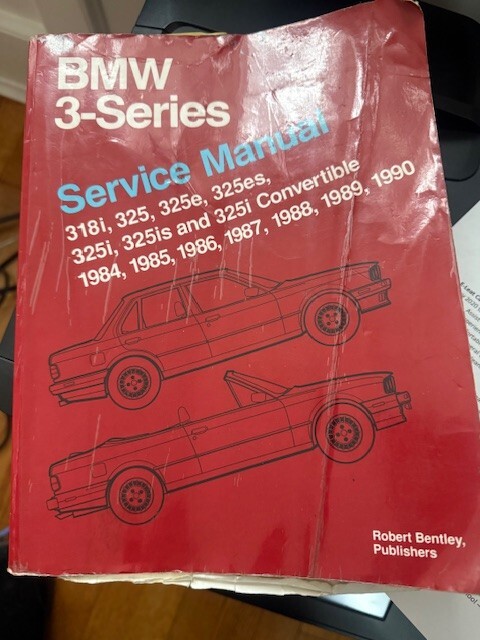 BMW
3-Series
Service Manual
318i, 325, 325e, 325es,
325i, 325is and 325i Convertible
1984, 1985, 1986, 1987, 1988, 1989, 1990
Robert Bentley,
Publishers